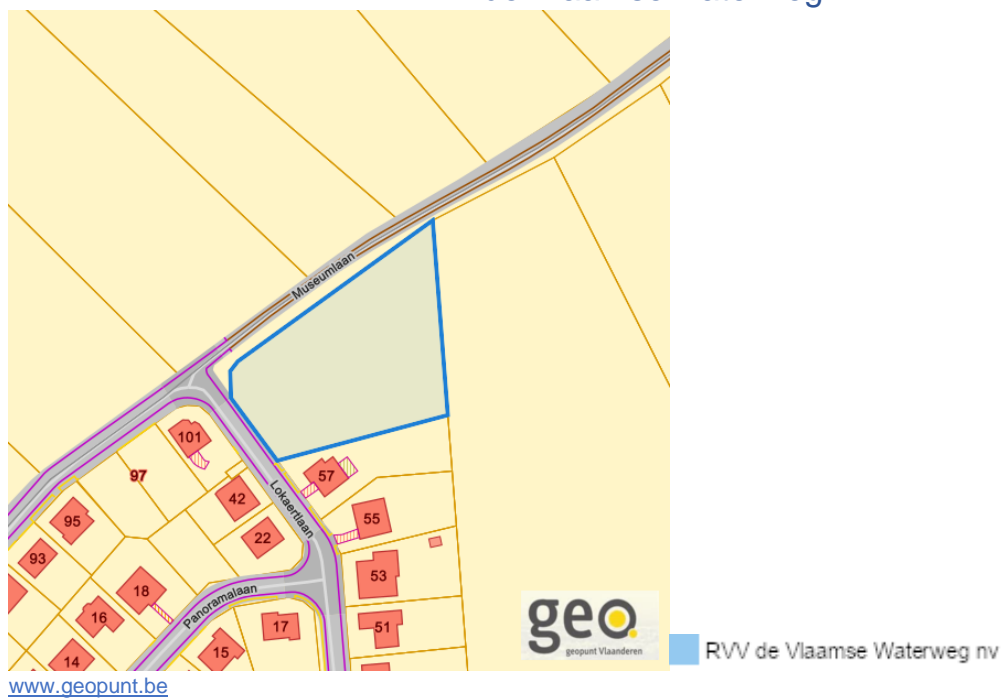 Museumlaan
101
97
57
42
Lokaertlaan
95
22
55
93
53
18
Panoramalaan
16
17
51
15
14
geo
geopunt Vlaanderen
RVV de Vlaamse Waterweg nv
www.geopunt.be